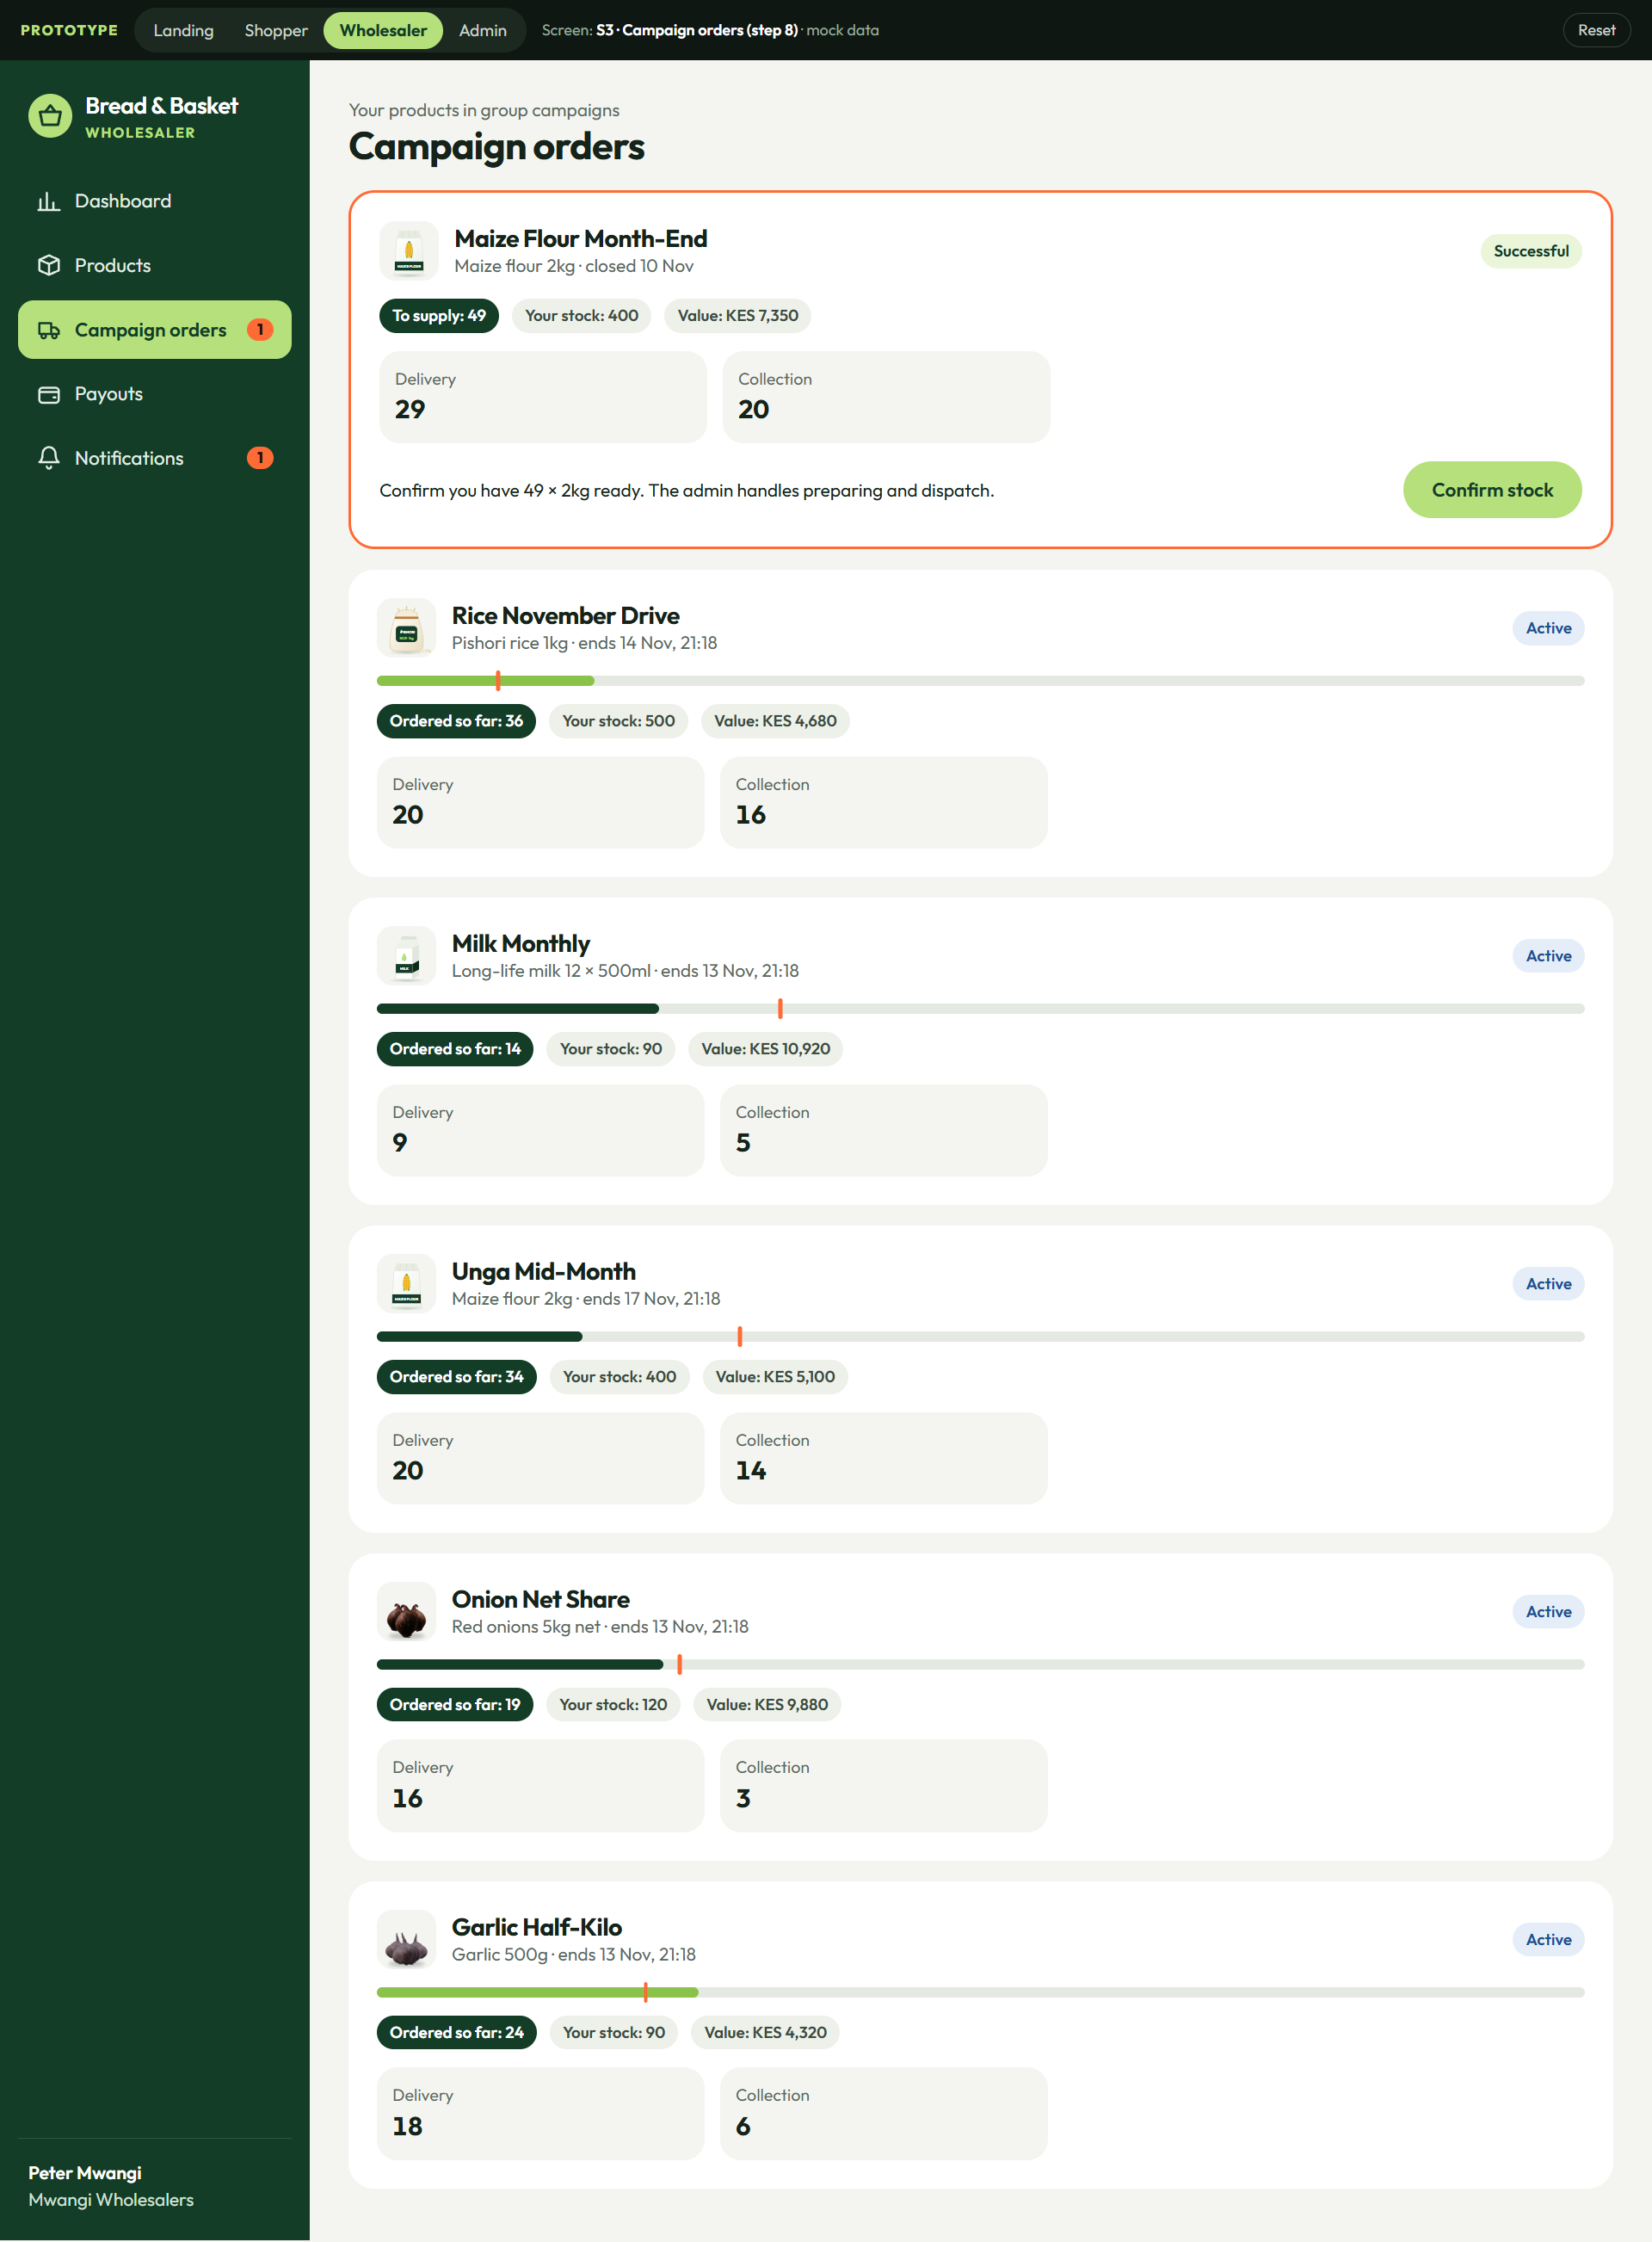 PROTOTYPE Landing Shopper Wholesaler Admin Screen: S3 · Campaign orders (step 8) · mock data Reset
Bread & Basket
WHOLESALER
Dashboard
Products
Campaign orders 1
Payouts
Notifications 1
Peter Mwangi
Mwangi Wholesalers
Your products in group campaigns
Campaign orders
Maize Flour Month-End
Maize flour 2kg · closed 10 Nov
Successful
To supply: 49 Your stock: 400 Value: KES 7,350
Delivery Collection
29 20
Confirm you have 49 × 2kg ready. The admin handles preparing and dispatch. Confirm stock
Rice November Drive
Pishori rice 1kg · ends 14 Nov, 21:18
Active
Ordered so far: 36 Your stock: 500 Value: KES 4,680
Delivery Collection
20 16
Milk Monthly
Long-life milk 12 × 500ml · ends 13 Nov, 21:18
Active
MILK
Ordered so far: 14 Your stock: 90 Value: KES 10,920
Delivery Collection
9 5
Unga Mid-Month
Maize flour 2kg · ends 17 Nov, 21:18
Active
MAIZE FLOUR
Ordered so far: 34 Your stock: 400 Value: KES 5,100
Delivery Collection
20 14
Onion Net Share
Red onions 5kg net · ends 13 Nov, 21:18
Active
Ordered so far: 19 Your stock: 120 Value: KES 9,880
Delivery Collection
16 3
Garlic Half-Kilo
Garlic 500g · ends 13 Nov, 21:18
Active
Ordered so far: 24 Your stock: 90 Value: KES 4,320
Delivery Collection
18 6